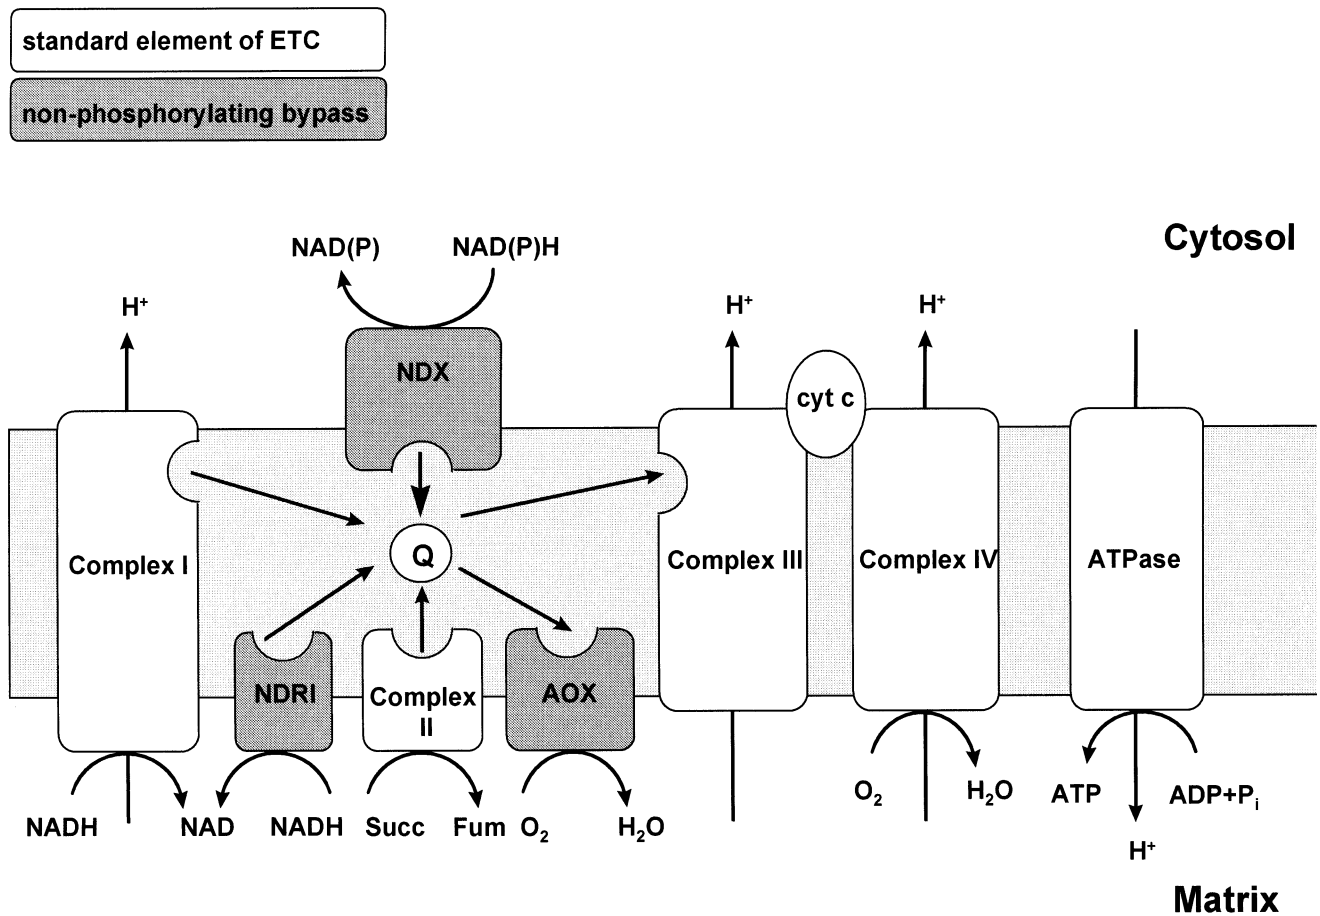 standard element of ETC
non-phosphorylating bypass
Cytosol
NAD(P) NAD(P)H
H+ H+ H+
NDX
cyt c
Q
Complex I Complex III Complex IV ATPase
NDRI Complex II AOX
O2 H2O ATP ADP+Pi
NADH NAD NADH Succ Fum O2 H2O
H+
Matrix